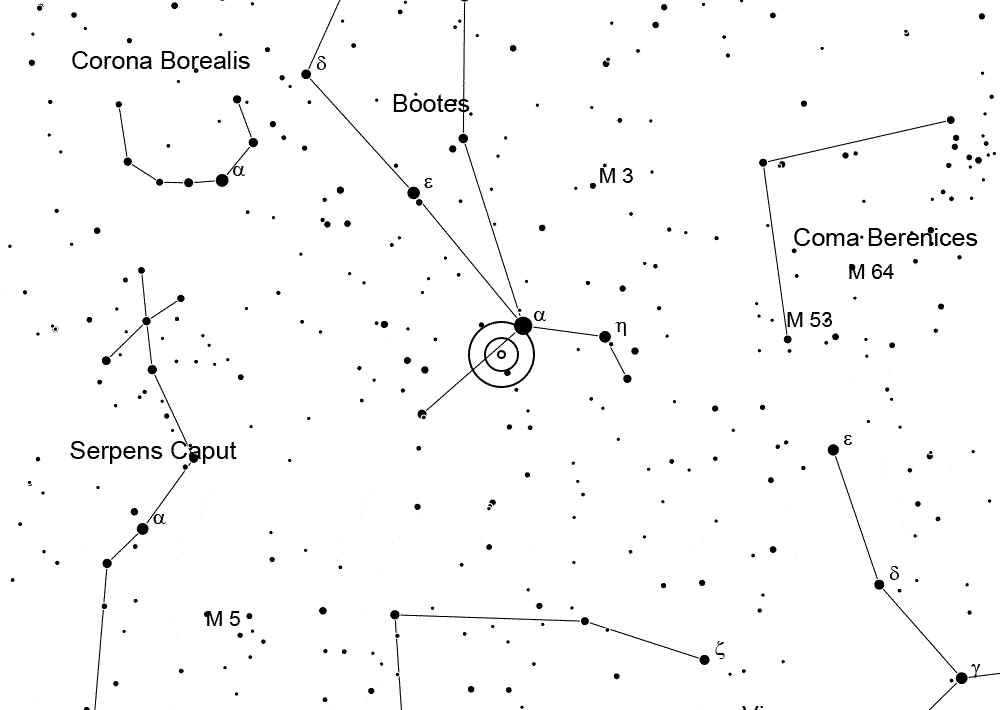 δ
Corona Borealis
Bootes
α
M 3
ε
Coma Berenices
M 64
α
M 53
η
ε
Serpens Caput
α
δ
M 5
ζ
γ